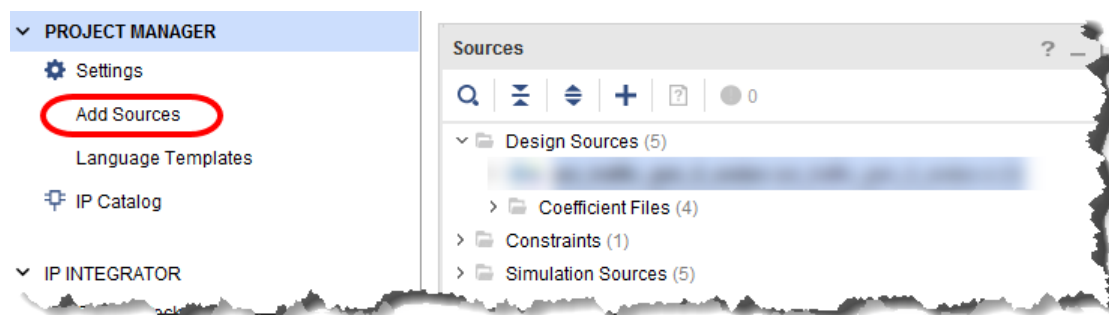 PROJECT MANAGER
Settings
Add Sources
Language Templates
IP Catalog
IP INTEGRATOR
Sources
? _
0
Design Sources (5)
Coefficient Files (4)
Constraints (1)
Simulation Sources (5)